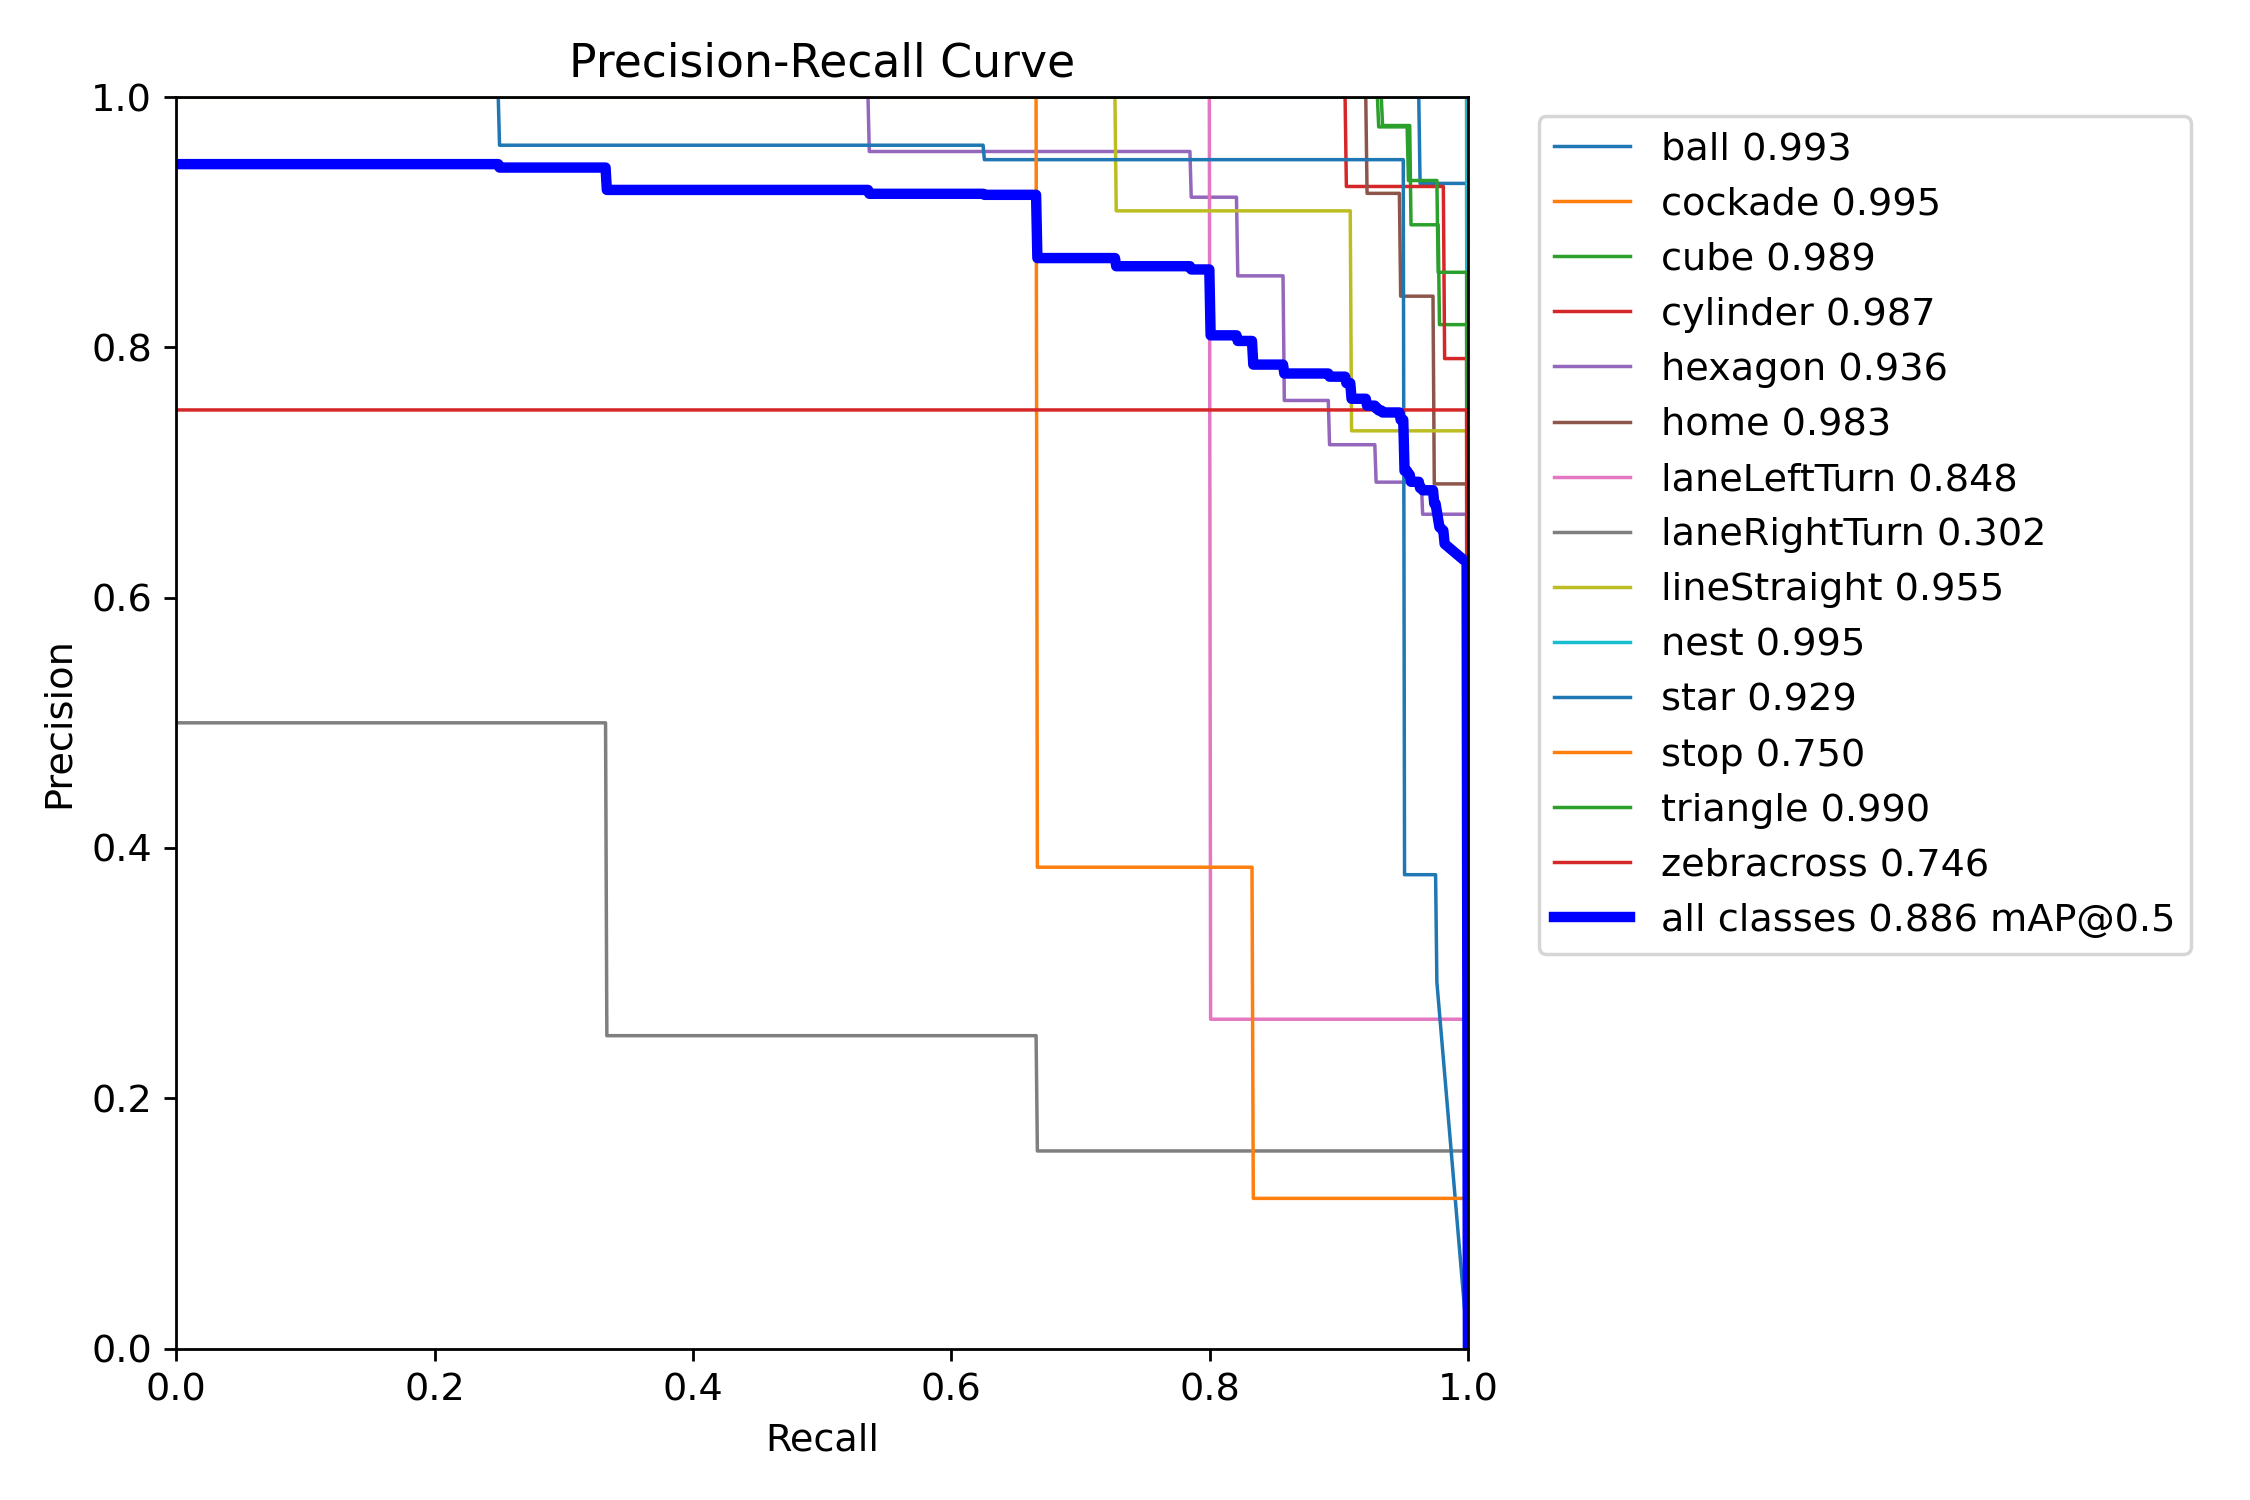 Precision-Recall Curve
1.0
0.8
0.6
0.4
0.2
0.0
Precision
0.0 0.2 0.4 0.6 0.8 1.0
Recall
ball 0.993
cockade 0.995
cube 0.989
cylinder 0.987
hexagon 0.936
home 0.983
laneLeftTurn 0.848
laneRightTurn 0.302
lineStraight 0.955
nest 0.995
star 0.929
stop 0.750
triangle 0.990
zebracross 0.746
all classes 0.886 mAP@0.5